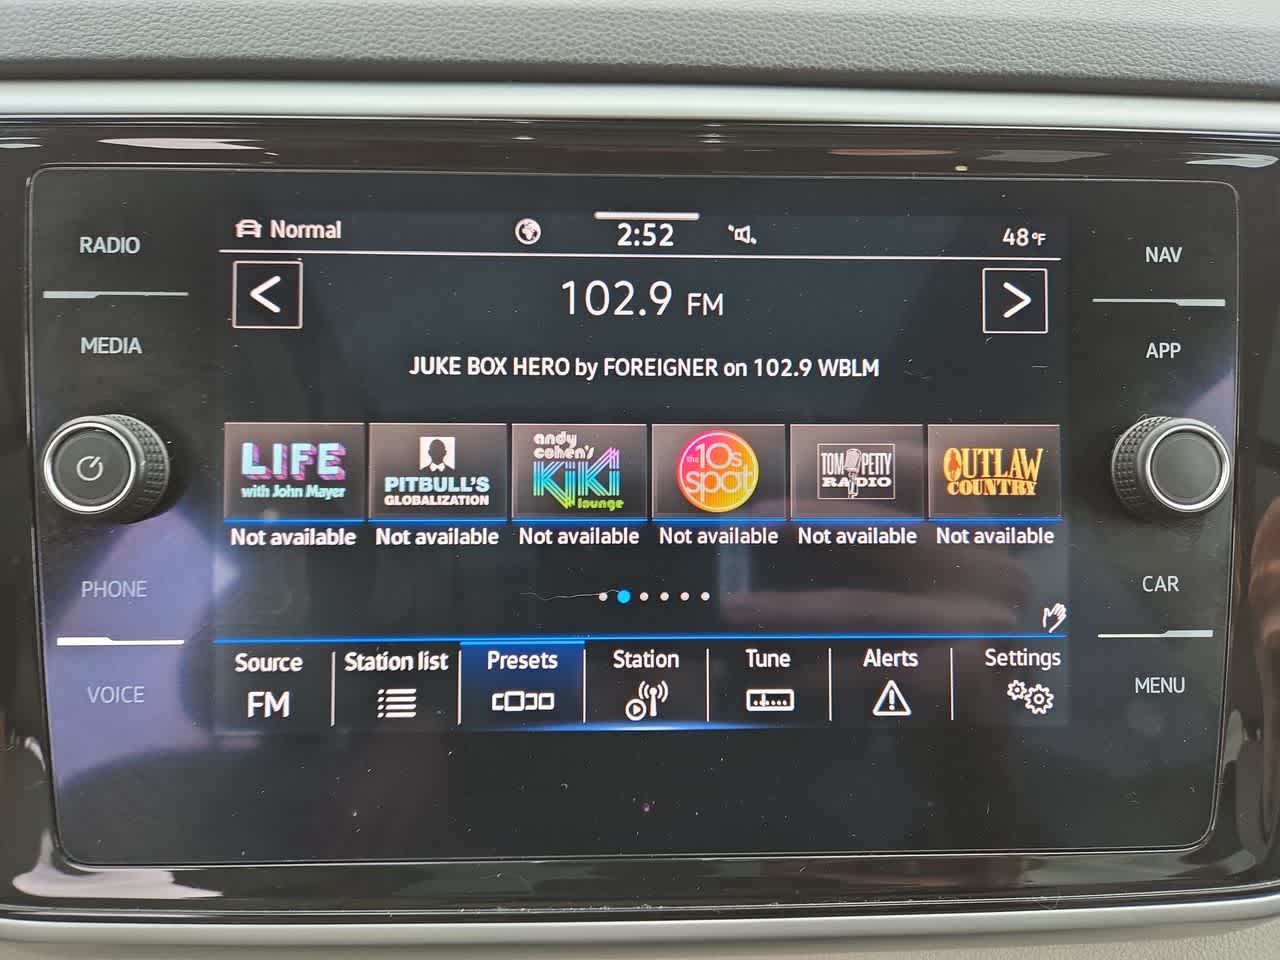 RADIO
MEDIA
PHONE
VOICE
Normal
2:52
48°F
102.9 FM
JUKE BOX HERO by FOREIGNER on 102.9 WBLM
LIFE
with John Mayer
PITBULL'S
GLOBALIZATION
andy
cohen's
KiKi
lounge
the 10s
spot
TOM PETTY
RADIO
OUTLAW
COUNTRY
Not available Not available Not available Not available Not available Not available
Source Station list Presets Station Tune Alerts Settings
FM
NAV
APP
CAR
MENU